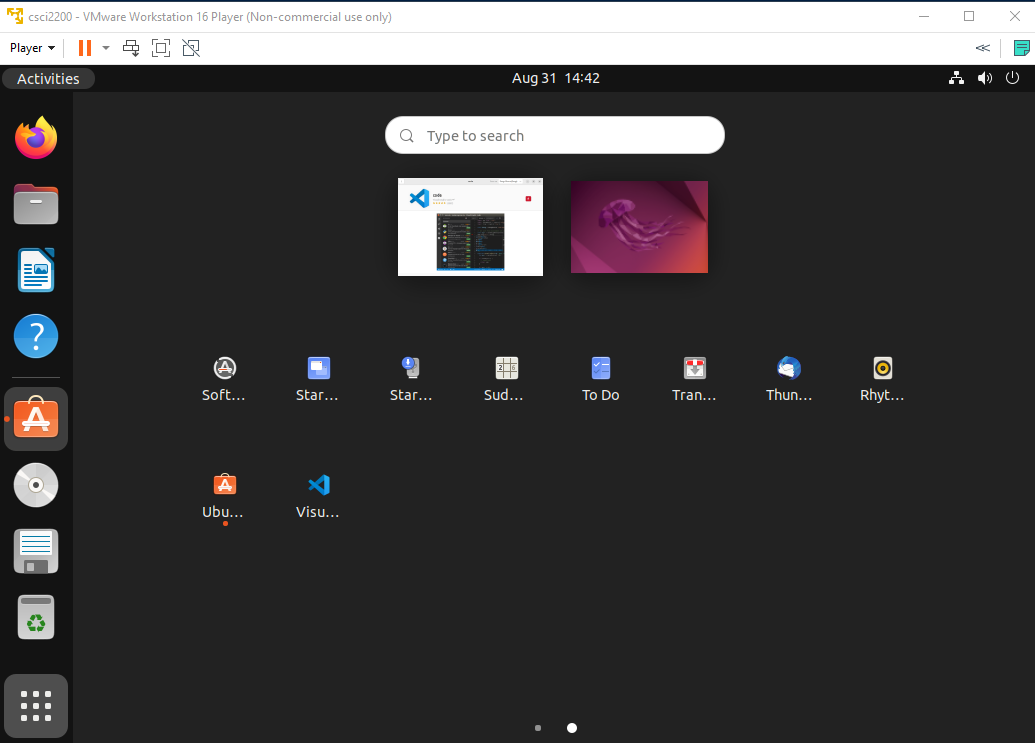 csci2200 - VMware Workstation 16 Player (Non-commercial use only)
Player
Activities
Aug 31 14:42
Type to search
code
Soft...
Star...
Star...
Sud...
To Do
Tran...
Thun...
Rhyt...
Ubu...
Visu...